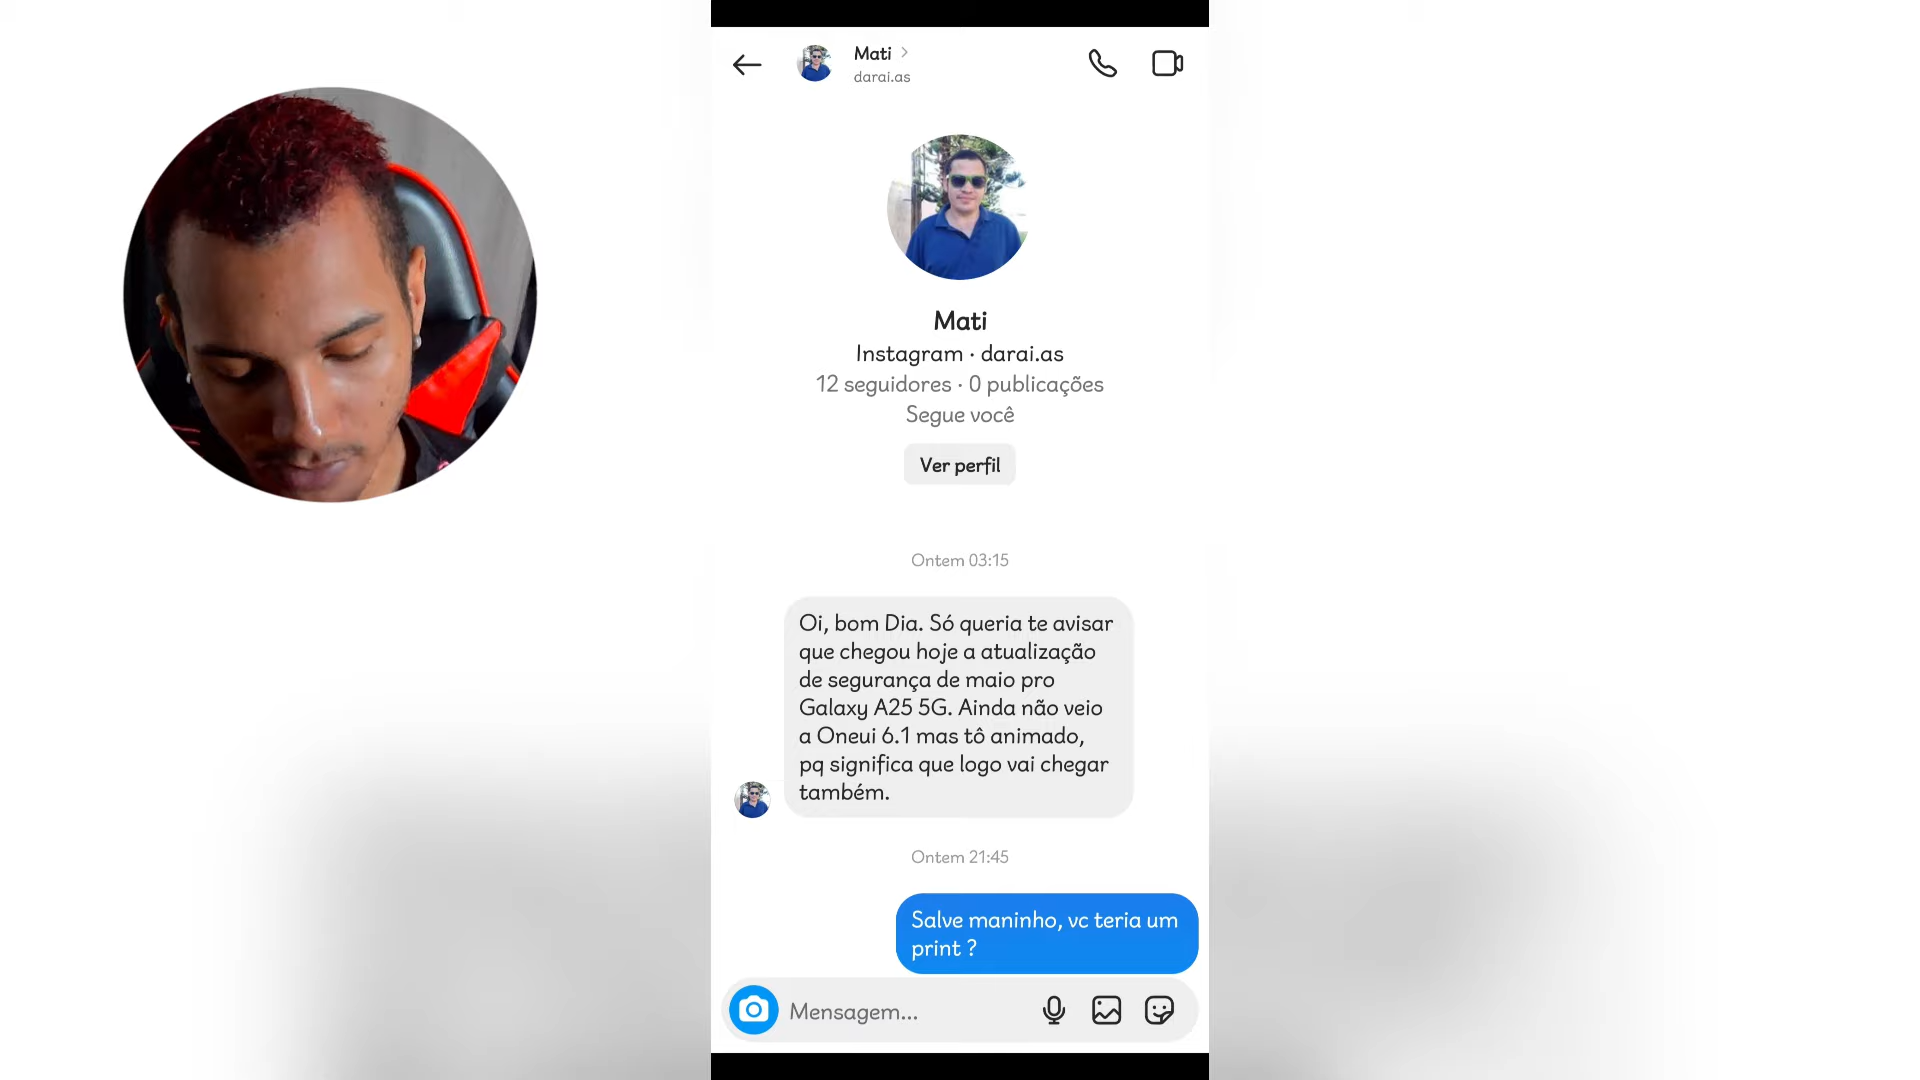 Mati
darai.as
Mati
Instagram · darai.as
12 seguidores · 0 publicações
Segue você
Ver perfil
Ontem 03:15
Oi, bom Dia. Só queria te avisar
que chegou hoje a atualização
de segurança de maio pro
Galaxy A25 5G. Ainda não veio
a Oneui 6.1 mas tô animado,
pq significa que logo vai chegar
também.
Ontem 21:45
Salve maninho, vc teria um
print ?
Mensagem...